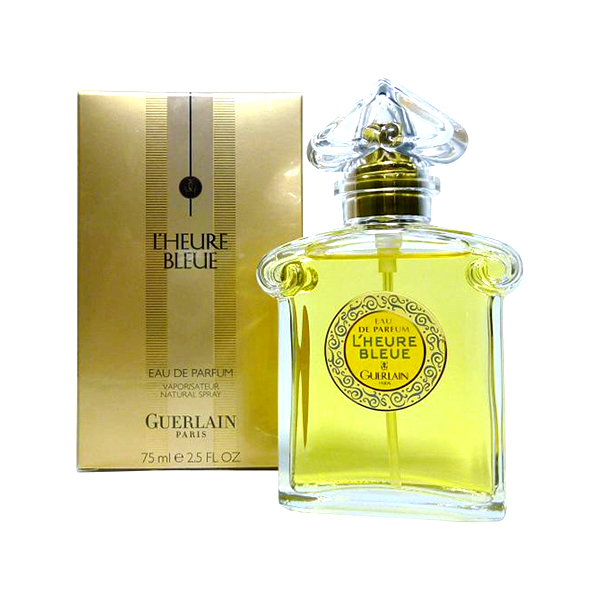 L'HEURE
BLEUE
EAU DE PARFUM
VAPORISATEUR
NATURAL SPRAY
GUERLAIN
PARIS
75 ml e 2.5 FL OZ
EAU
DE PARFUM
L'HEURE
BLEUE
GUERLAIN
PARIS